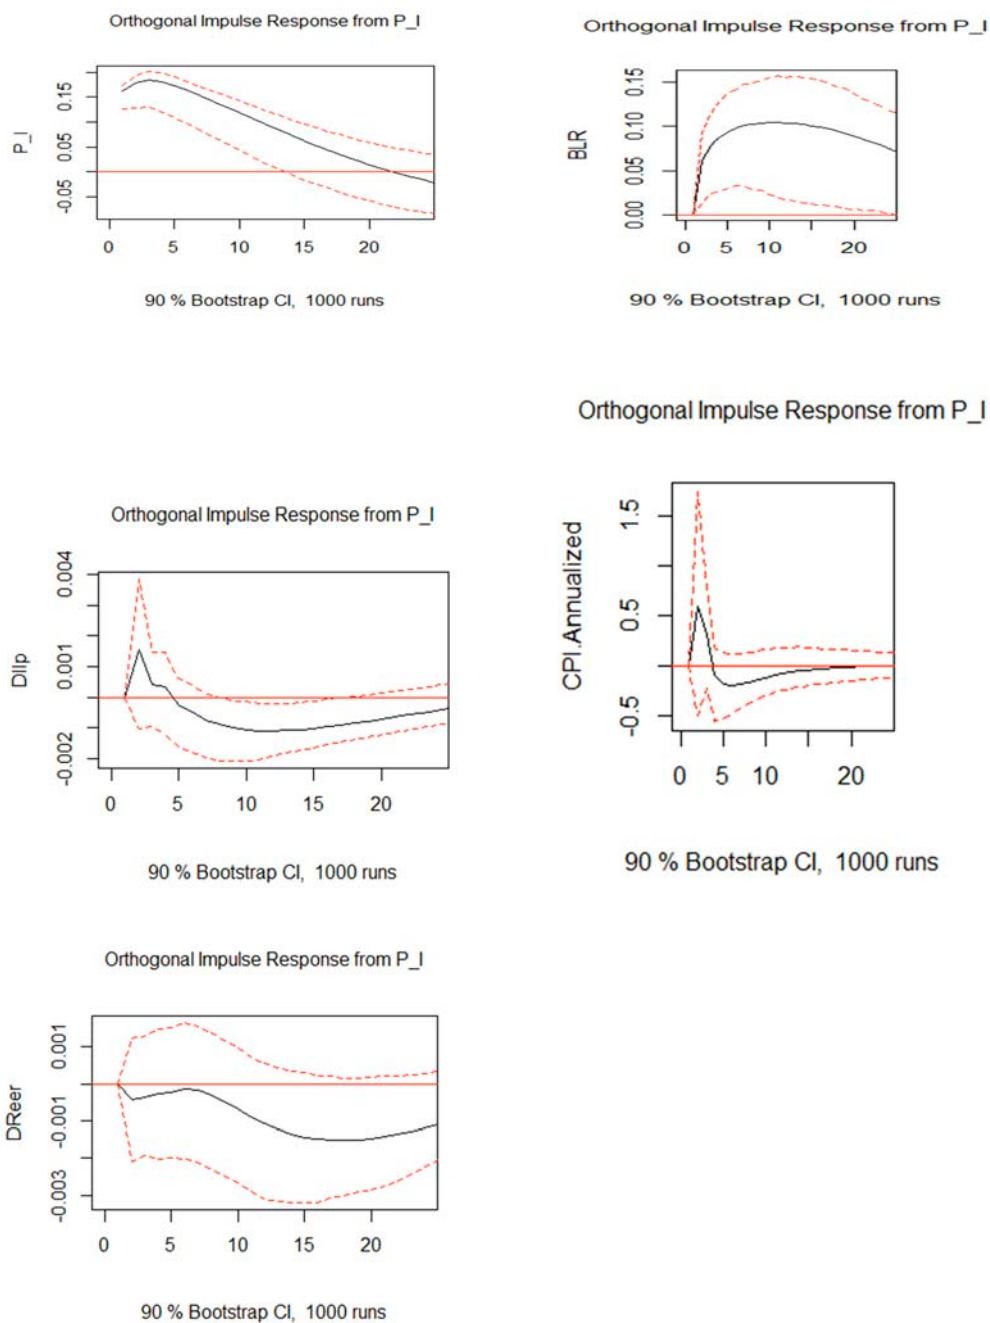 Orthogonal Impulse Response from P_I
P_I
0.15
0.05
-0.05
0 5 10 15 20
90 % Bootstrap CI, 1000 runs
Orthogonal Impulse Response from P_I
BLR
0.15
0.10
0.05
0.00
0 5 10 20
90 % Bootstrap CI, 1000 runs
Orthogonal Impulse Response from P_I
DIIp
0.004
0.001
-0.002
0 5 10 15 20
90 % Bootstrap CI, 1000 runs
Orthogonal Impulse Response from P_I
CPI.Annualized
1.5
0.5
-0.5
0 5 10 20
90 % Bootstrap CI, 1000 runs
Orthogonal Impulse Response from P_I
DReer
0.001
-0.001
-0.003
0 5 10 15 20
90 % Bootstrap CI, 1000 runs